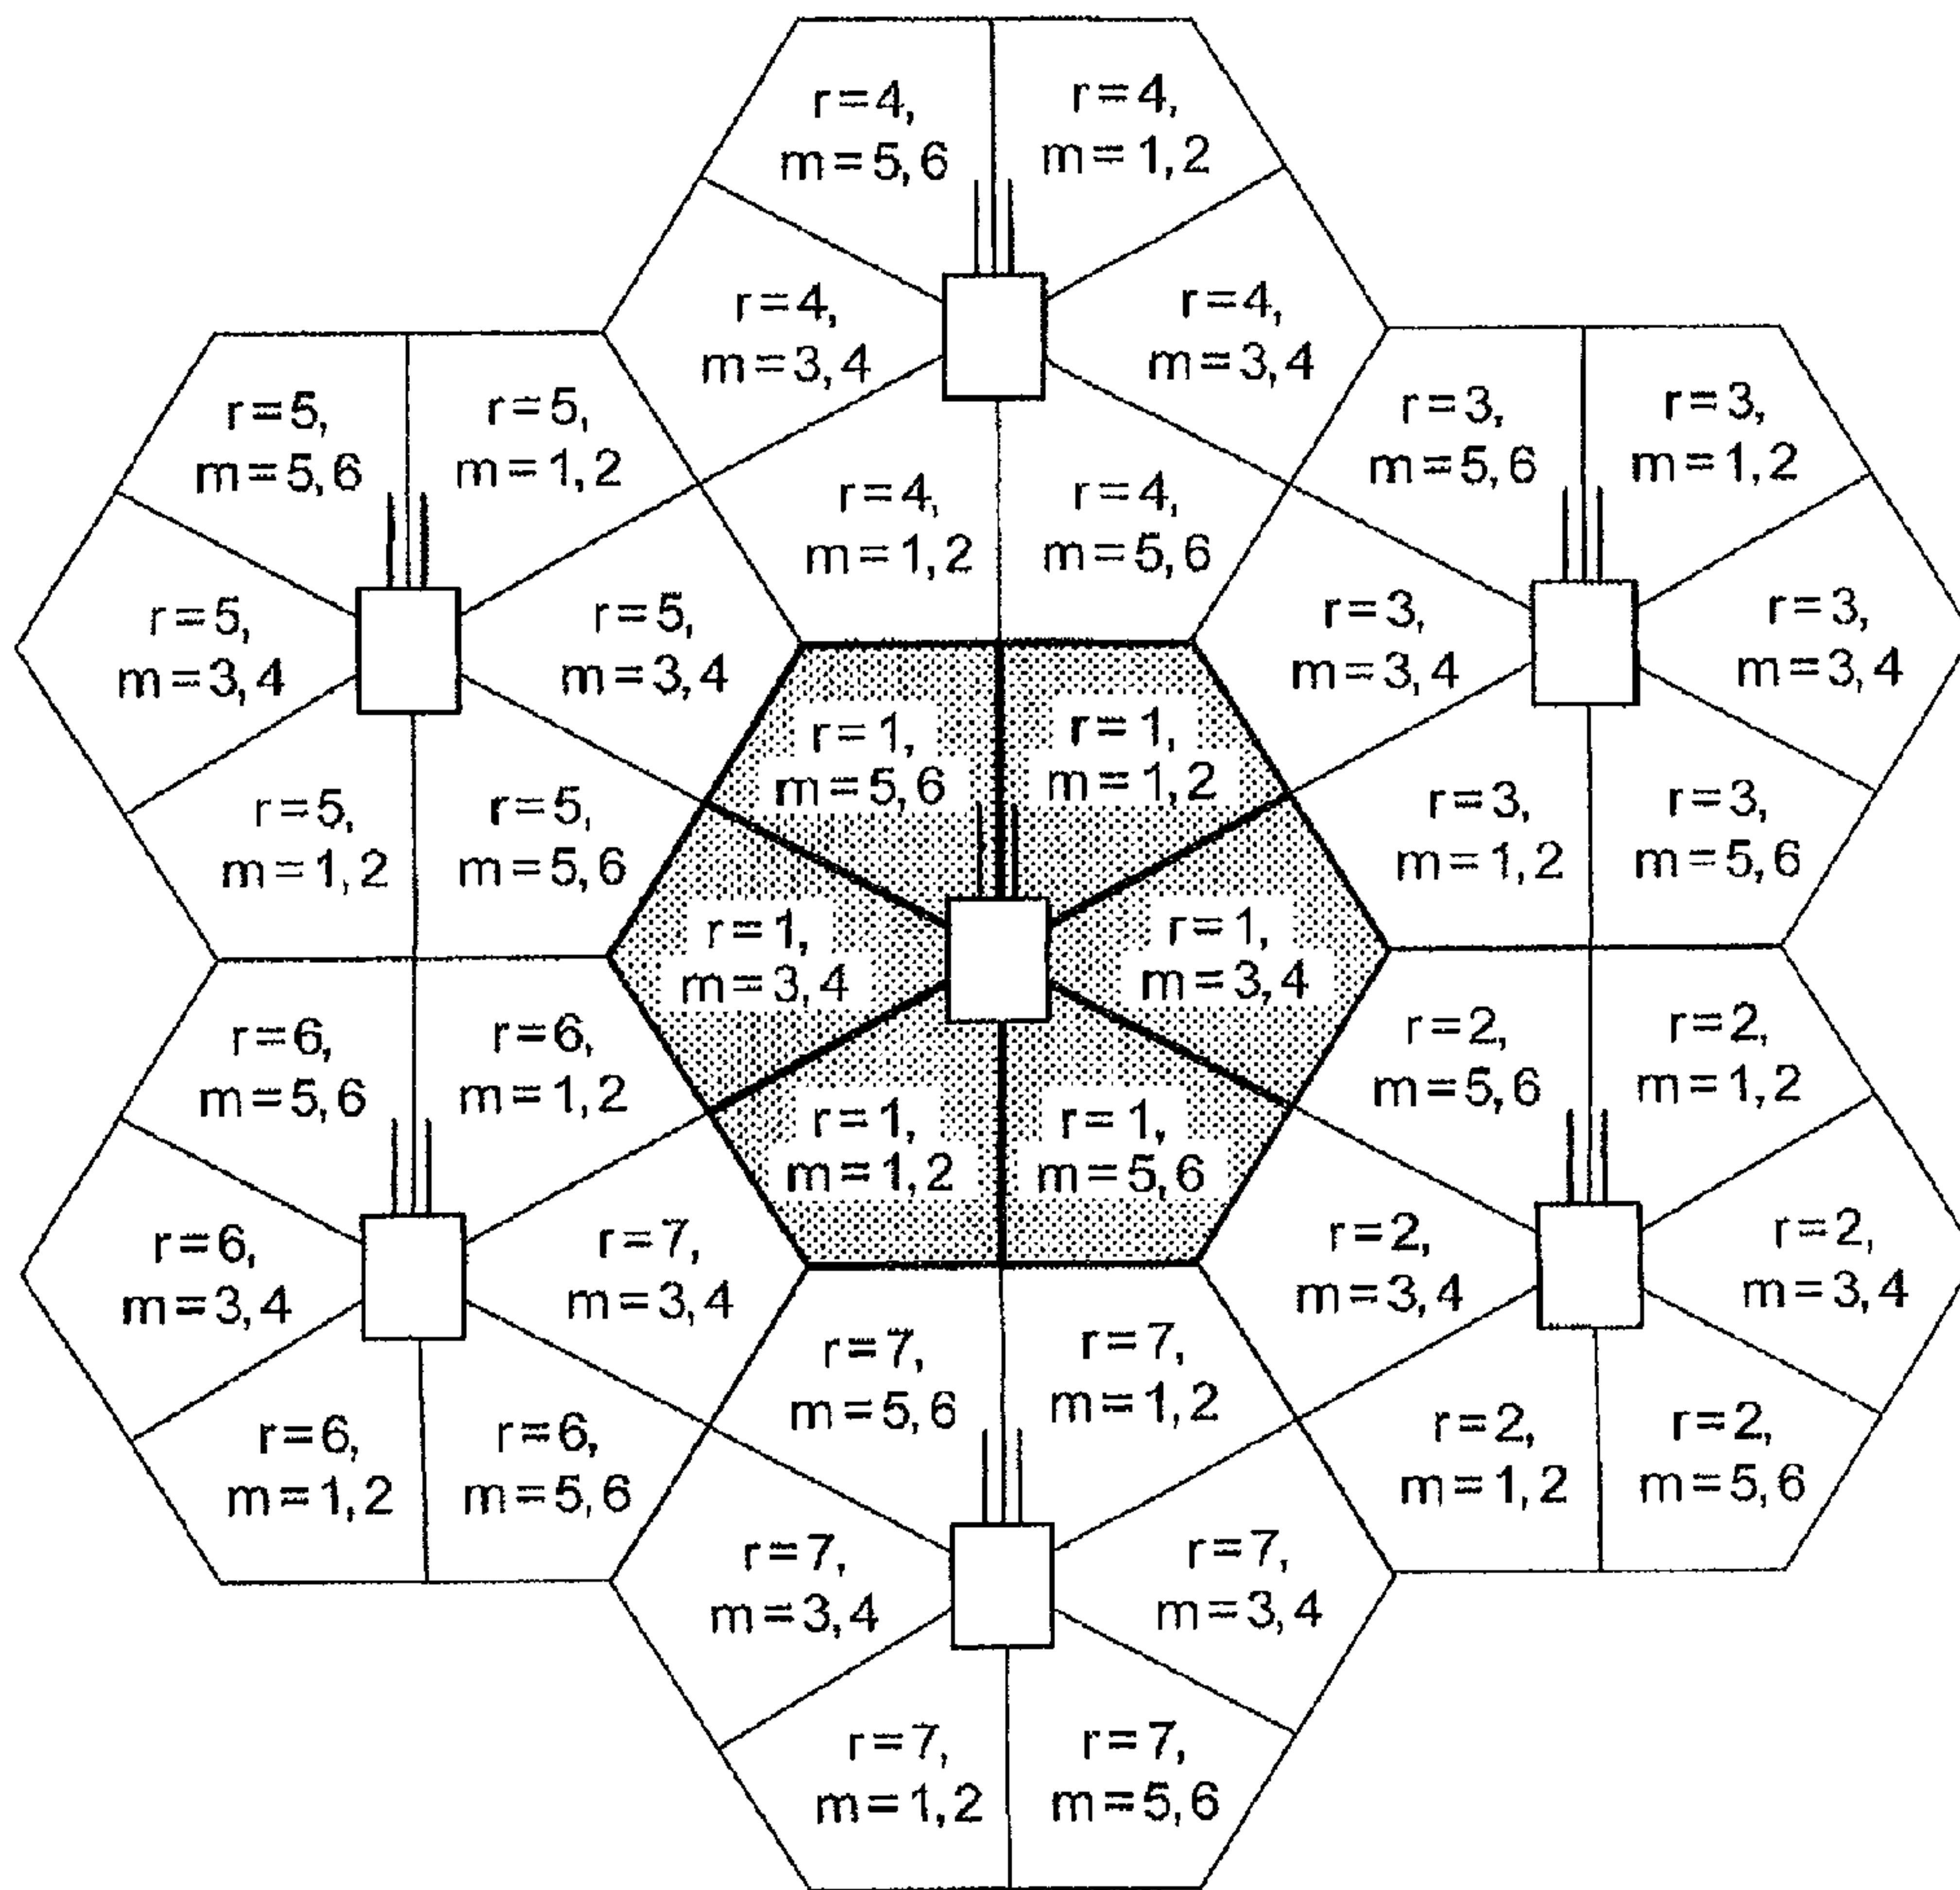 r=4,
m=5,6
r=4,
m=1,2
r=4,
m=3,4
r=4,
m=3,4
r=4,
m=1,2
r=4,
m=5,6
r=5,
m=5,6
r=5,
m=1,2
r=5,
m=3,4
r=5,
m=3,4
r=5,
m=1,2
r=5,
m=5,6
r=3,
m=5,6
r=3,
m=1,2
r=3,
m=3,4
r=3,
m=3,4
r=3,
m=1,2
r=3,
m=5,6
r=1,
m=5,6
r=1,
m=1,2
r=1,
m=3,4
r=1,
m=3,4
r=1,
m=1,2
r=1,
m=5,6
r=6,
m=5,6
r=6,
m=1,2
r=6,
m=3,4
r=7,
m=3,4
r=6,
m=1,2
r=6,
m=5,6
r=2,
m=5,6
r=2,
m=1,2
r=2,
m=3,4
r=2,
m=3,4
r=2,
m=1,2
r=2,
m=5,6
r=7,
m=5,6
r=7,
m=1,2
r=7,
m=3,4
r=7,
m=3,4
r=7,
m=1,2
r=7,
m=5,6